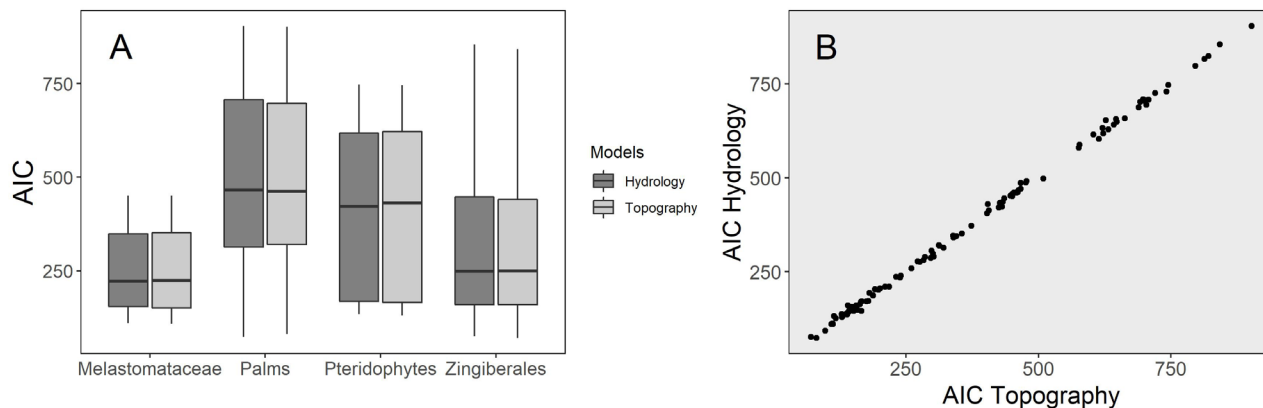 A
AIC
750
500
250
Melastomataceae Palms Pteridophytes Zingiberales
Models
Hydrology
Topography
B
AIC Hydrology
750
500
250
250 500 750
AIC Topography